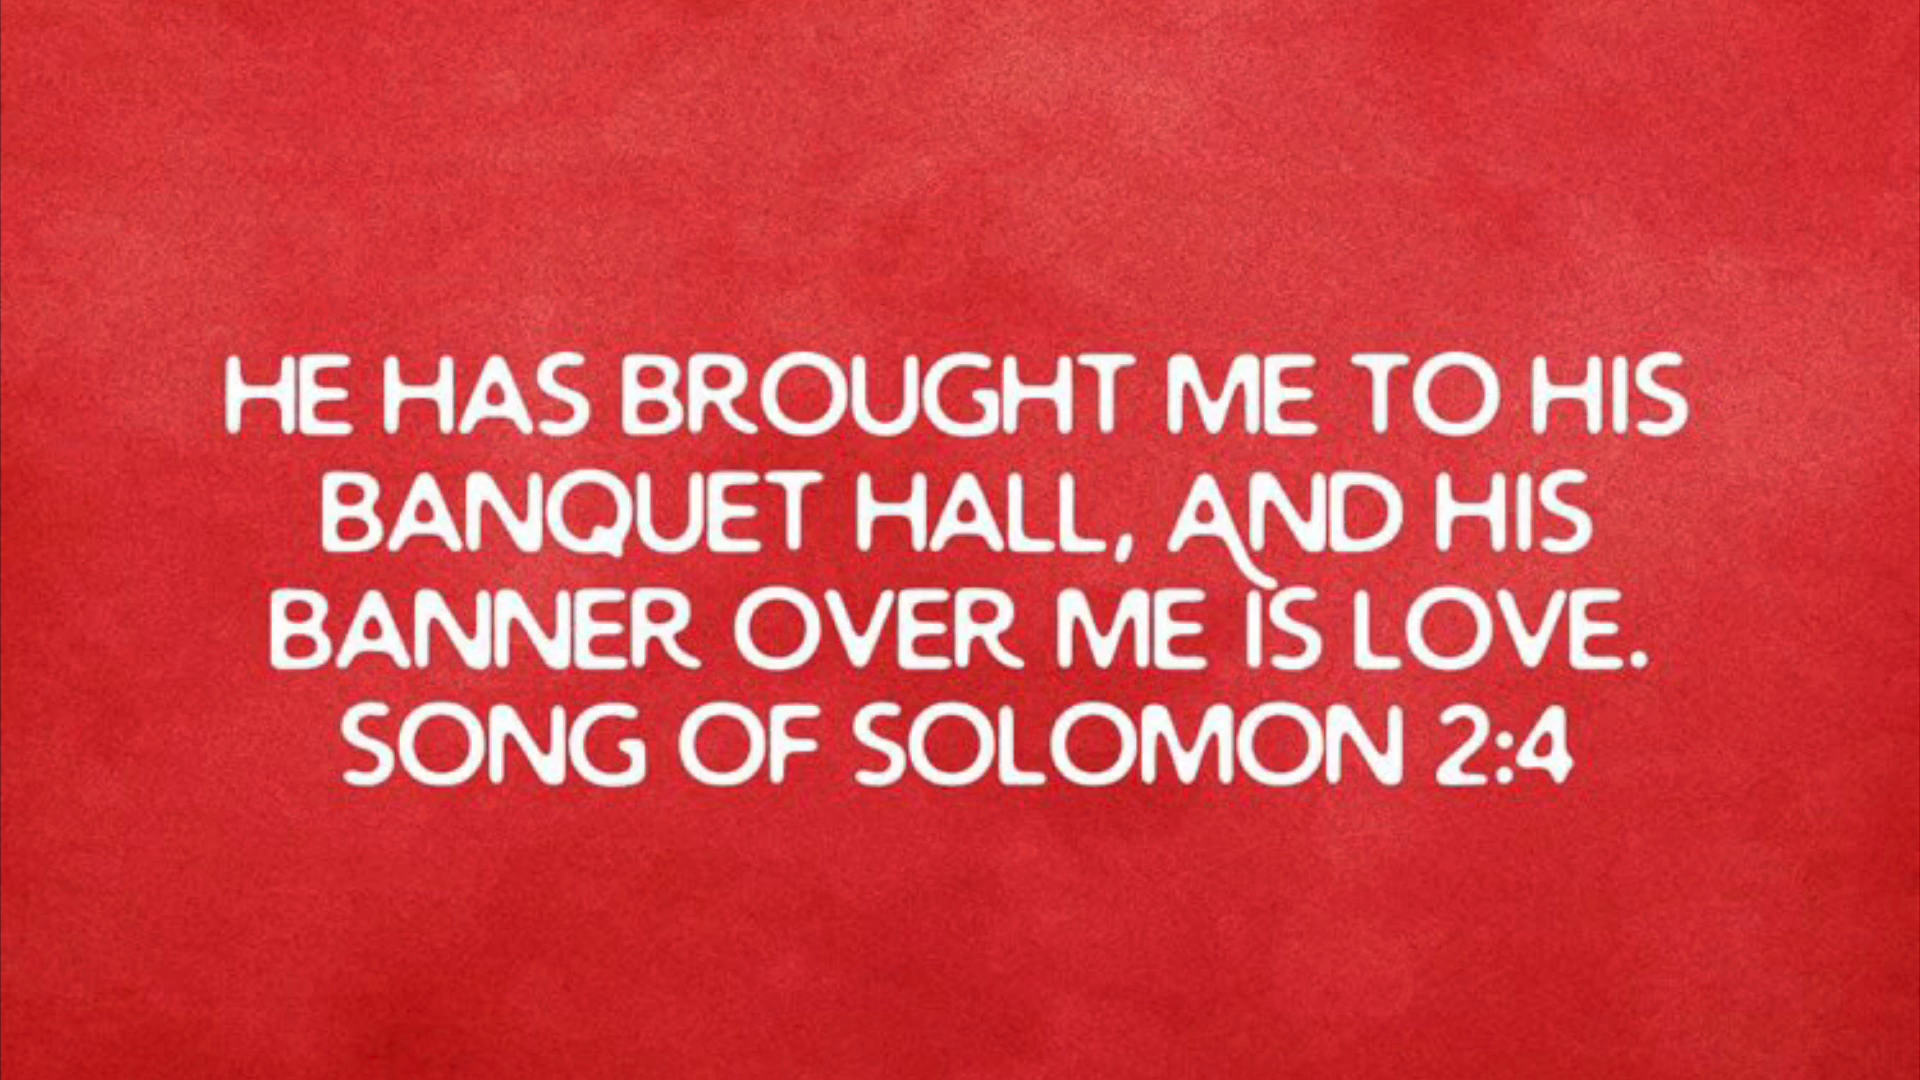 HE HAS BROUGHT ME TO HIS
BANQUET HALL, AND HIS
BANNER OVER ME IS LOVE.
SONG OF SOLOMON 2:4